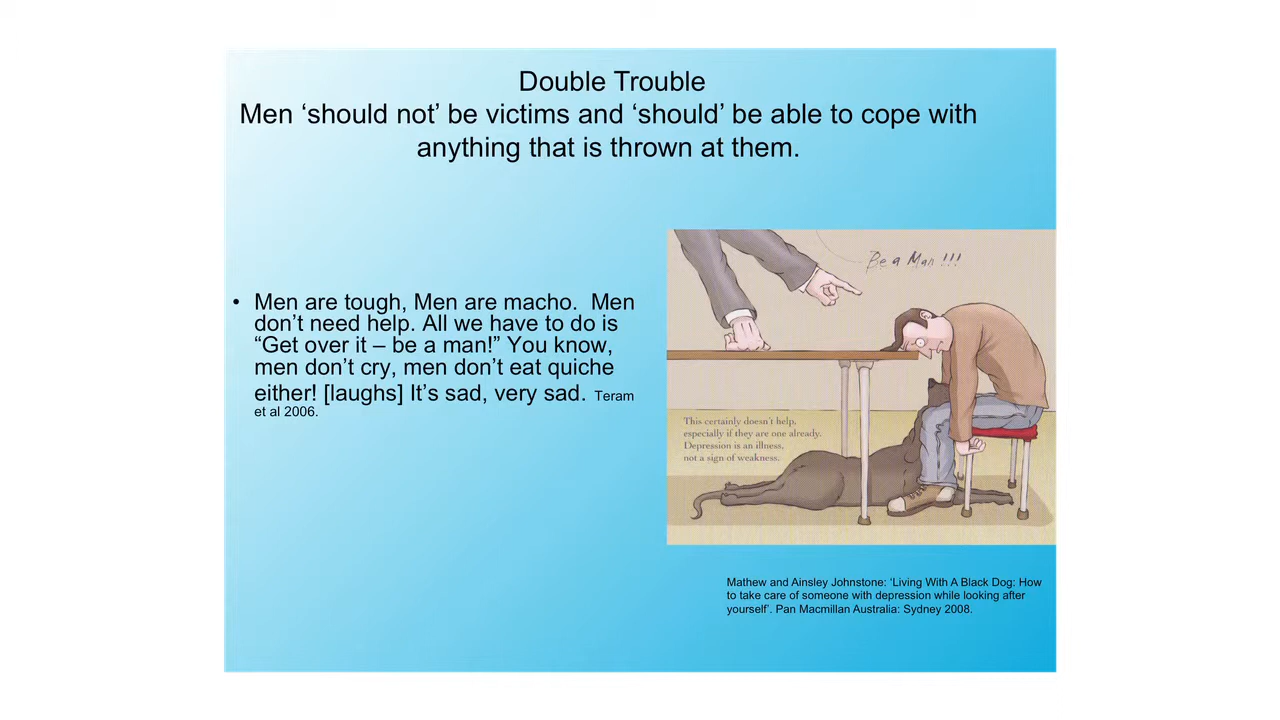 Double Trouble
Men ‘should not’ be victims and ‘should’ be able to cope with
anything that is thrown at them.
• Men are tough, Men are macho.  Men
don’t need help. All we have to do is
“Get over it – be a man!” You know,
men don’t cry, men don’t eat quiche
either! [laughs] It’s sad, very sad. Teram
et al 2006.
Be a Man !!!
This certainly doesn't help,
especially if they are one already.
Depression is an illness,
not a sign of weakness.
Mathew and Ainsley Johnstone: ‘Living With A Black Dog: How
to take care of someone with depression while looking after
yourself’. Pan Macmillan Australia: Sydney 2008.